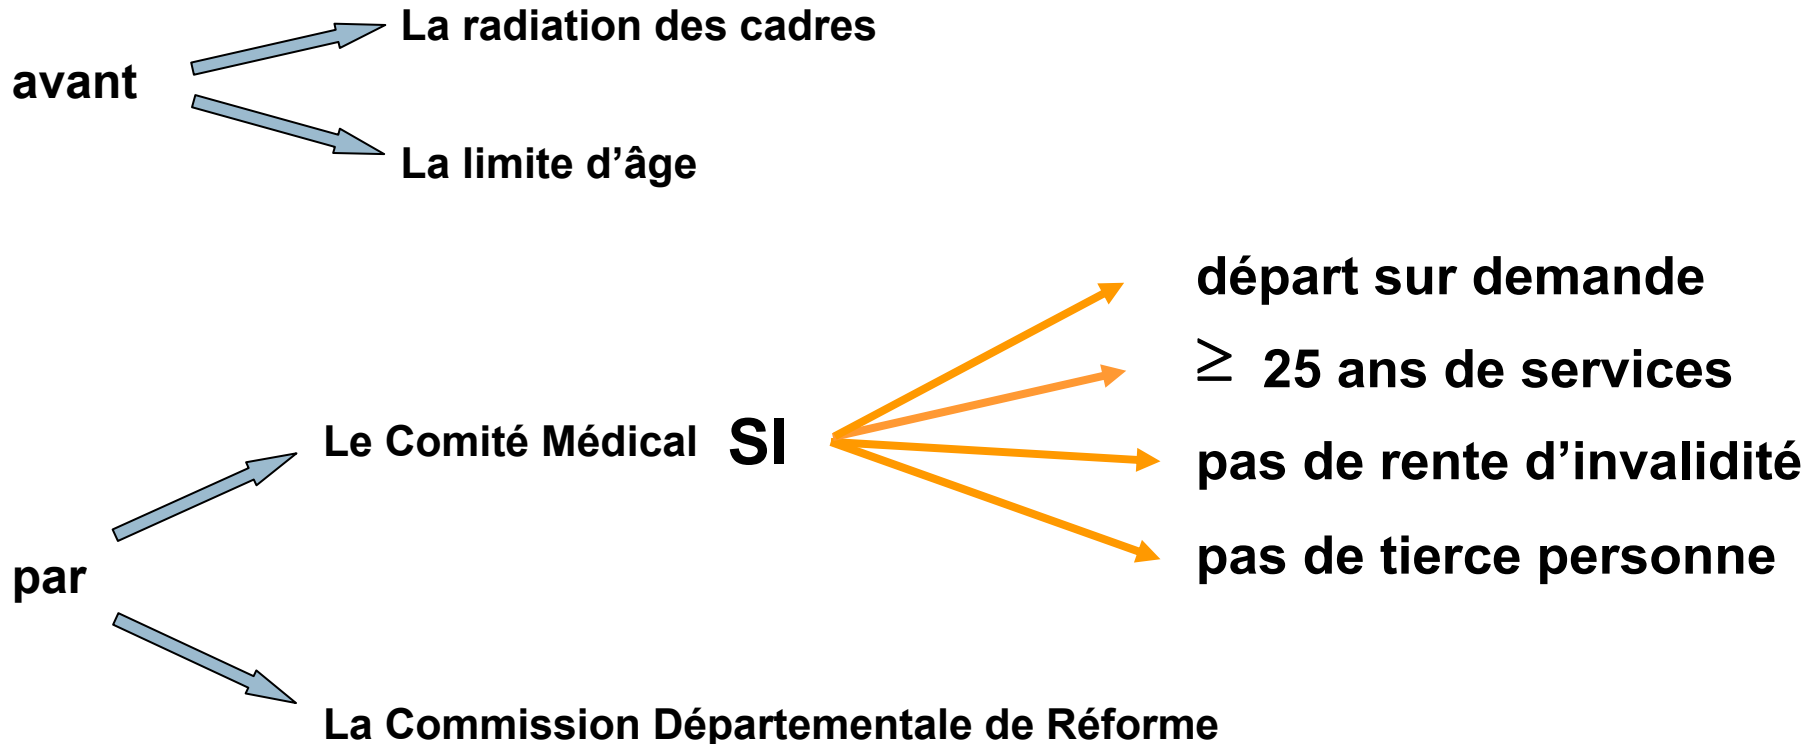 La radiation des cadres
avant
La limite d’âge
départ sur demande
≥ 25 ans de services
Le Comité Médical SI
pas de rente d’invalidité
pas de tierce personne
par
La Commission Départementale de Réforme